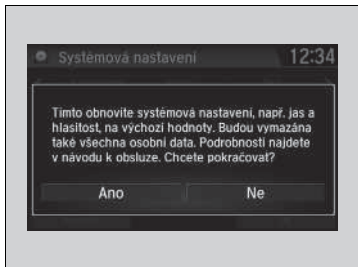 Systémová nastavení
12:34
Tímto obnovíte systémová nastavení, např. jas a
hlasitost, na výchozí hodnoty. Budou vymazána
také všechna osobní data. Podrobnosti najdete
v návodu k obsluze. Chcete pokračovat?
Ano
Ne